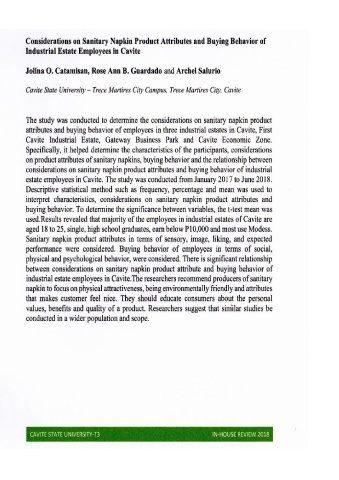 Considerations on Sanitary Napkin Product Attributes and Buying Behavior of
Industrial Estate Employees in Cavite
Jolina O. Catamisan, Rose Ann B. Guardado and Archel Salurio
Cavite State University – Trece Martires City Campus, Trece Martires City, Cavite
The study was conducted to determine the considerations on sanitary napkin product
attributes and buying behavior of employees in three industrial estates in Cavite, First
Cavite Industrial Estate, Gateway Business Park and Cavite Economic Zone.
Specifically, it helped determine the characteristics of the participants, considerations
on product attributes of sanitary napkins, buying behavior and the relationship between
considerations on sanitary napkin product attributes and buying behavior of industrial
estate employees in Cavite. The study was conducted from January 2017 to June 2018.
Descriptive statistical method such as frequency, percentage and mean was used to
interpret characteristics, considerations on sanitary napkin product attributes and
buying behavior. To determine the significance between variables, the t-test mean was
used.Results revealed that majority of the employees in industrial estates of Cavite are
aged 18 to 25, single, high school graduates, earn below P10,000 and most use Modess.
Sanitary napkin product attributes in terms of sensory, image, liking, and expected
performance were considered. Buying behavior of employees in terms of social,
physical and psychological behavior, were considered. There is significant relationship
between considerations on sanitary napkin product attribute and buying behavior of
industrial estate employees in Cavite.The researchers recommend producers of sanitary
napkin to focus on physical attractiveness, being environmentally friendly and attributes
that makes customer feel nice. They should educate consumers about the personal
values, benefits and quality of a product. Researchers suggest that similar studies be
conducted in a wider population and scope.
CAVITE STATE UNIVERSITY-T3 IN-HOUSE REVIEW 2018